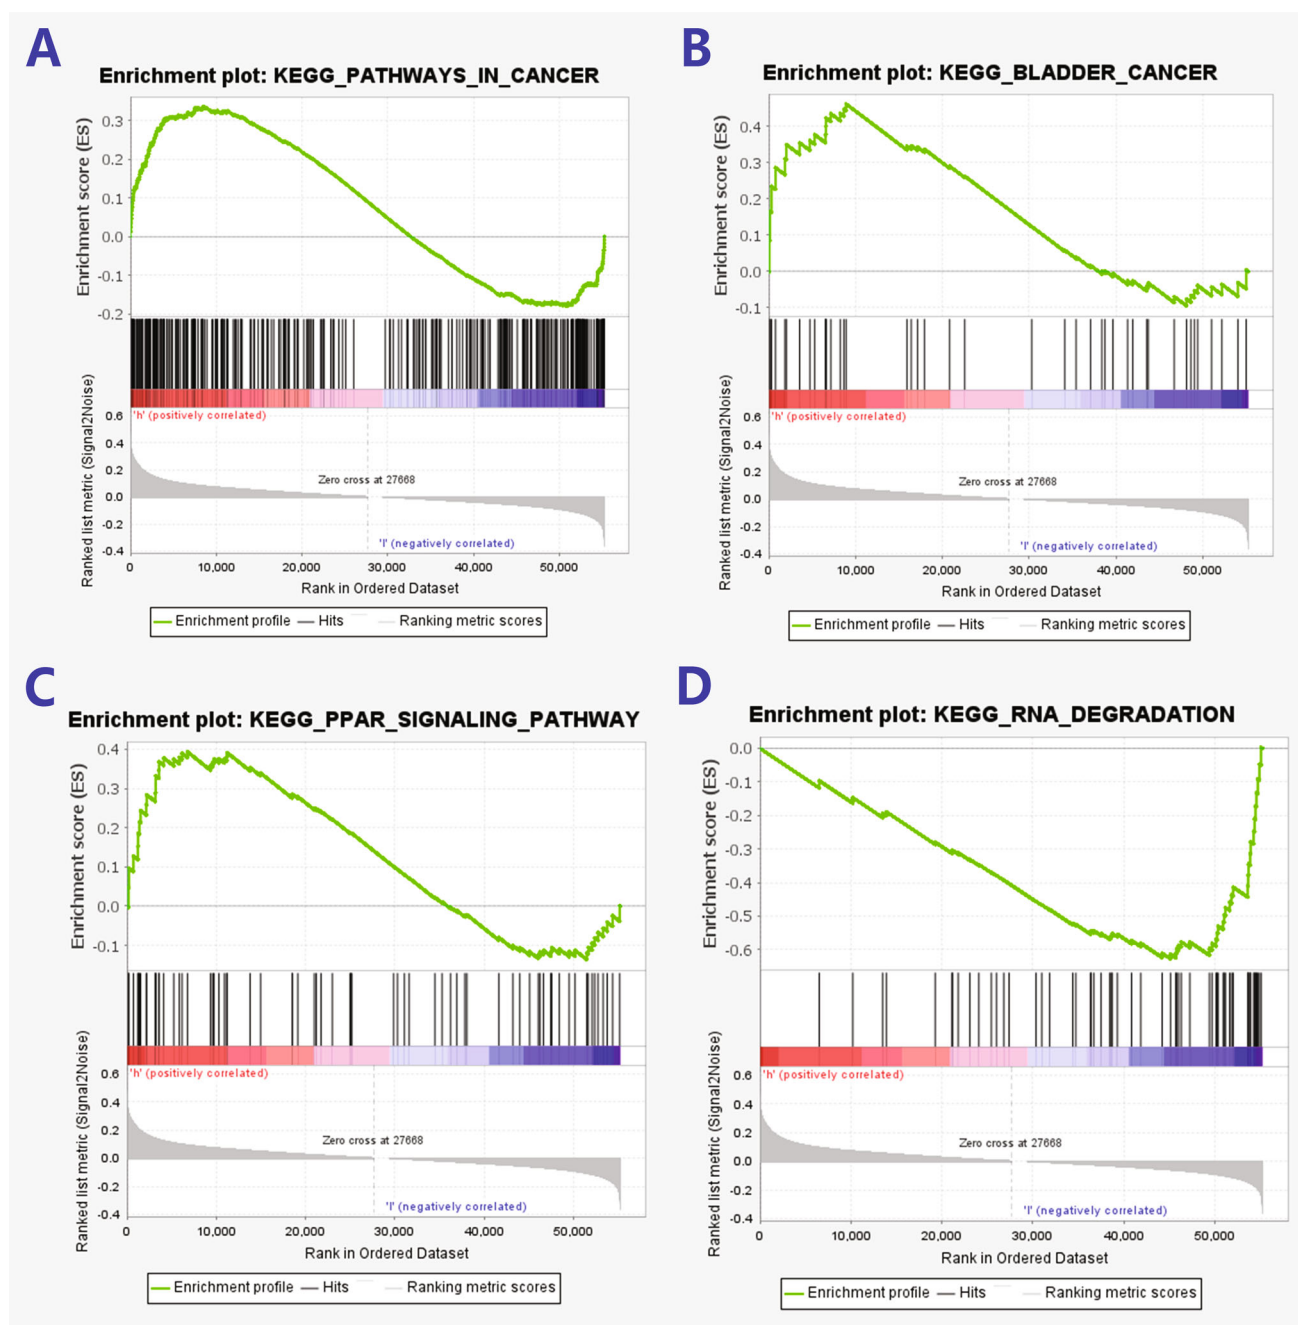 A
Enrichment plot: KEGG_PATHWAYS_IN_CANCER
Enrichment score (ES)
0.3
0.2
0.1
0.0
-0.1
-0.2
Ranked list metric (Signal2Noise)
'h' (positively correlated)
0.6
0.4
0.2
0.0
-0.2
-0.4
Zero cross at 27668
'l' (negatively correlated)
0 10,000 20,000 30,000 40,000 50,000
Rank in Ordered Dataset
Enrichment profile Hits Ranking metric scores
B
Enrichment plot: KEGG_BLADDER_CANCER
Enrichment score (ES)
0.4
0.3
0.2
0.1
0.0
-0.1
Ranked list metric (Signal2Noise)
'h' (positively correlated)
0.6
0.4
0.2
0.0
-0.2
-0.4
Zero cross at 27668
'l' (negatively correlated)
0 10,000 20,000 30,000 40,000 50,000
Rank in Ordered Dataset
Enrichment profile Hits Ranking metric scores
C
Enrichment plot: KEGG_PPAR_SIGNALING_PATHWAY
Enrichment score (ES)
0.4
0.3
0.2
0.1
0.0
-0.1
Ranked list metric (Signal2Noise)
'h' (positively correlated)
0.6
0.4
0.2
0.0
-0.2
-0.4
Zero cross at 27668
'l' (negatively correlated)
0 10,000 20,000 30,000 40,000 50,000
Rank in Ordered Dataset
Enrichment profile Hits Ranking metric scores
D
Enrichment plot: KEGG_RNA_DEGRADATION
Enrichment score (ES)
0.0
-0.1
-0.2
-0.3
-0.4
-0.5
-0.6
Ranked list metric (Signal2Noise)
'h' (positively correlated)
0.6
0.4
0.2
0.0
-0.2
-0.4
Zero cross at 27668
'l' (negatively correlated)
0 10,000 20,000 30,000 40,000 50,000
Rank in Ordered Dataset
Enrichment profile Hits Ranking metric scores